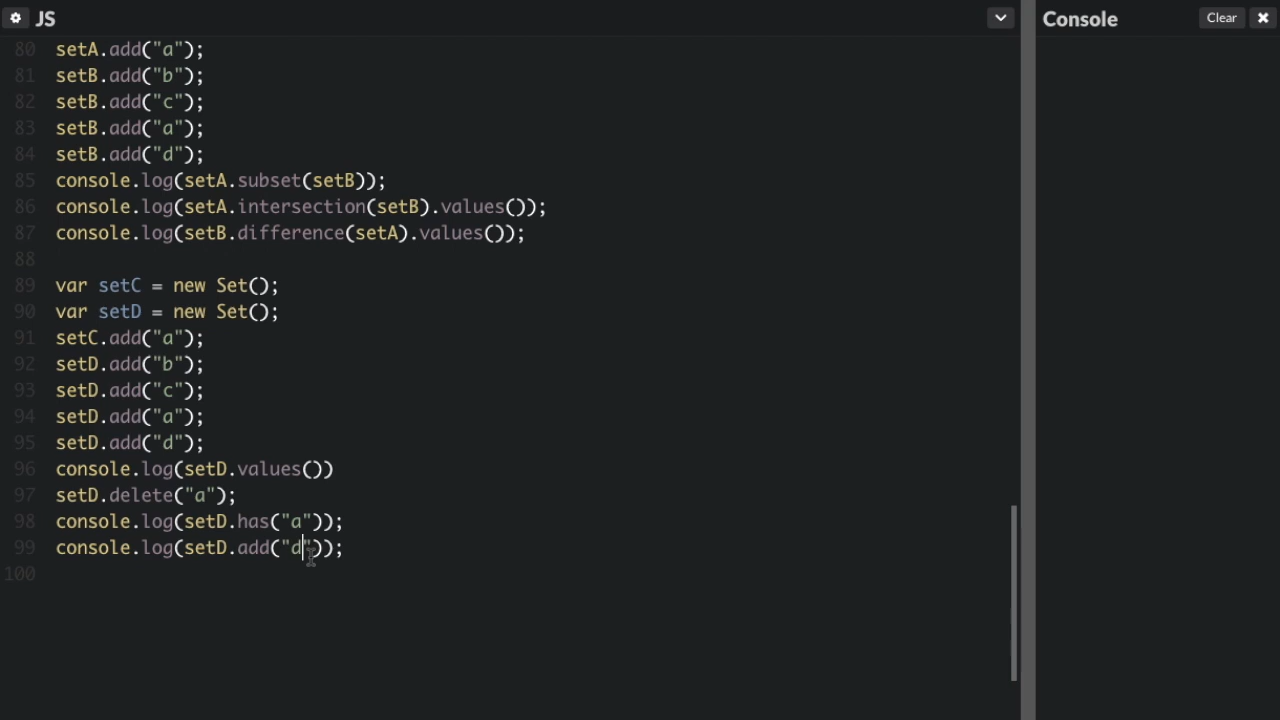 JS
Console
Clear
80 setA.add("a");
81 setB.add("b");
82 setB.add("c");
83 setB.add("a");
84 setB.add("d");
85 console.log(setA.subset(setB));
86 console.log(setA.intersection(setB).values());
87 console.log(setB.difference(setA).values());
88
89 var setC = new Set();
90 var setD = new Set();
91 setC.add("a");
92 setD.add("b");
93 setD.add("c");
94 setD.add("a");
95 setD.add("d");
96 console.log(setD.values())
97 setD.delete("a");
98 console.log(setD.has("a"));
99 console.log(setD.add("d"));
100